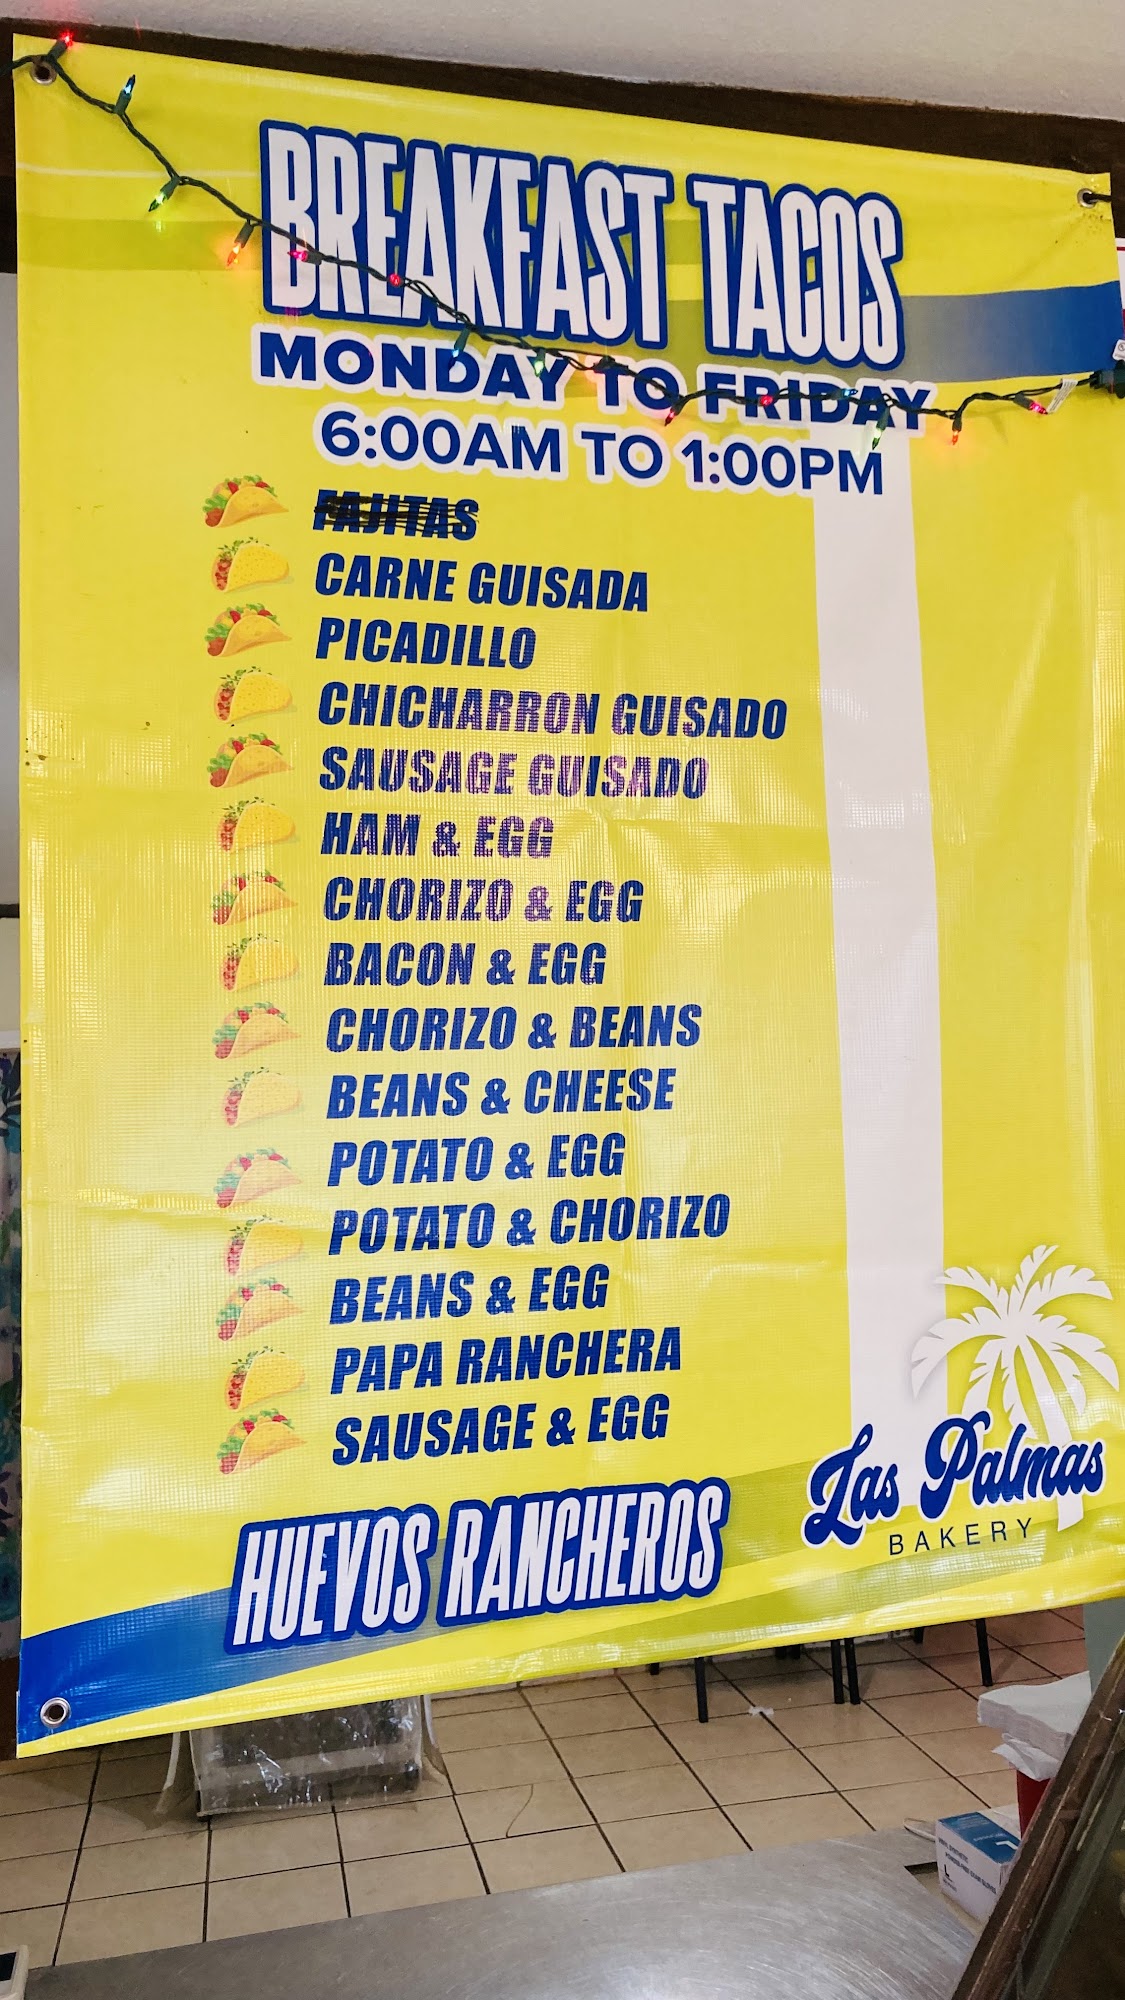 BREAKFAST TACOS
MONDAY TO FRIDAY
6:00AM TO 1:00PM
FAJITAS
CARNE GUISADA
PICADILLO
CHICHARRON GUISADO
SAUSAGE GUISADO
HAM & EGG
CHORIZO & EGG
BACON & EGG
CHORIZO & BEANS
BEANS & CHEESE
POTATO & EGG
POTATO & CHORIZO
BEANS & EGG
PAPA RANCHERA
SAUSAGE & EGG
HUEVOS RANCHEROS
Las Palmas
BAKERY